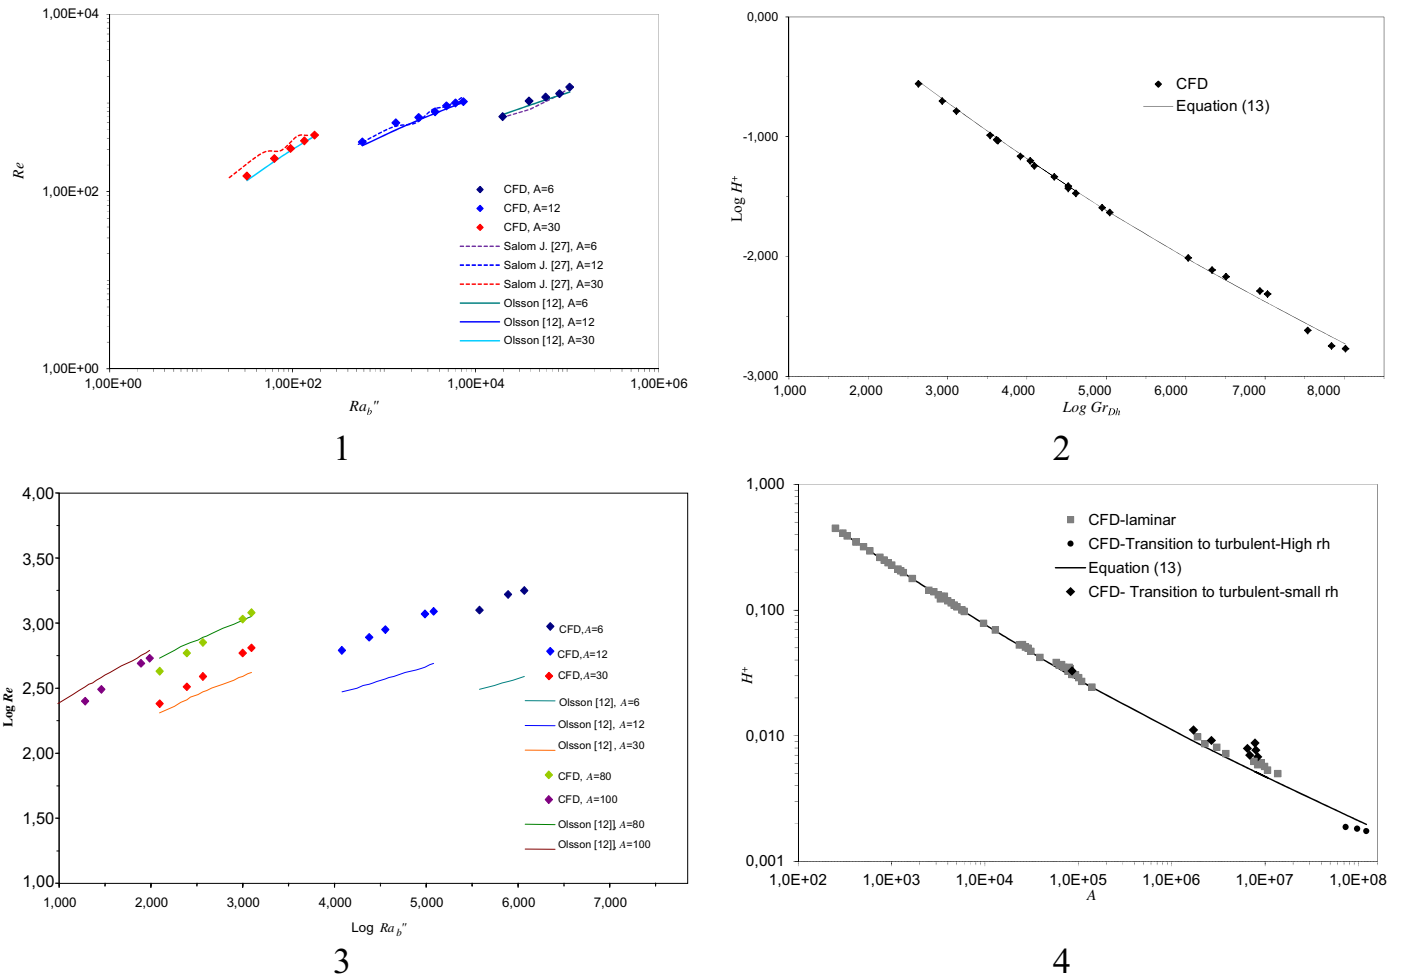 1,00E+04
1,00E+02
1,00E+00
Re
1,00E+00 1,00E+02 1,00E+04 1,00E+06
Ra_b″
CFD, A=6
CFD, A=12
CFD, A=30
Salom J. [27], A=6
Salom J. [27], A=12
Salom J. [27], A=30
Olsson [12], A=6
Olsson [12], A=12
Olsson [12], A=30
1
0,000
-1,000
-2,000
-3,000
Log H⁺
1,000 2,000 3,000 4,000 5,000 6,000 7,000 8,000
Log Gr_Dh
CFD
Equation (13)
2
4,00
3,50
3,00
2,50
2,00
1,50
1,00
Log Re
1,000 2,000 3,000 4,000 5,000 6,000 7,000
Log Ra_b″
CFD,A=6
CFD,A=12
CFD,A=30
Olsson [12], A=6
Olsson [12], A=12
Olsson [12], A=30
CFD, A=80
CFD, A=100
Olsson [12]], A=80
Olsson [12]], A=100
3
1,000
0,100
0,010
0,001
H⁺
1,0E+02 1,0E+03 1,0E+04 1,0E+05 1,0E+06 1,0E+07 1,0E+08
A
CFD-laminar
CFD-Transition to turbulent-High rh
Equation (13)
CFD- Transition to turbulent-small rh
4